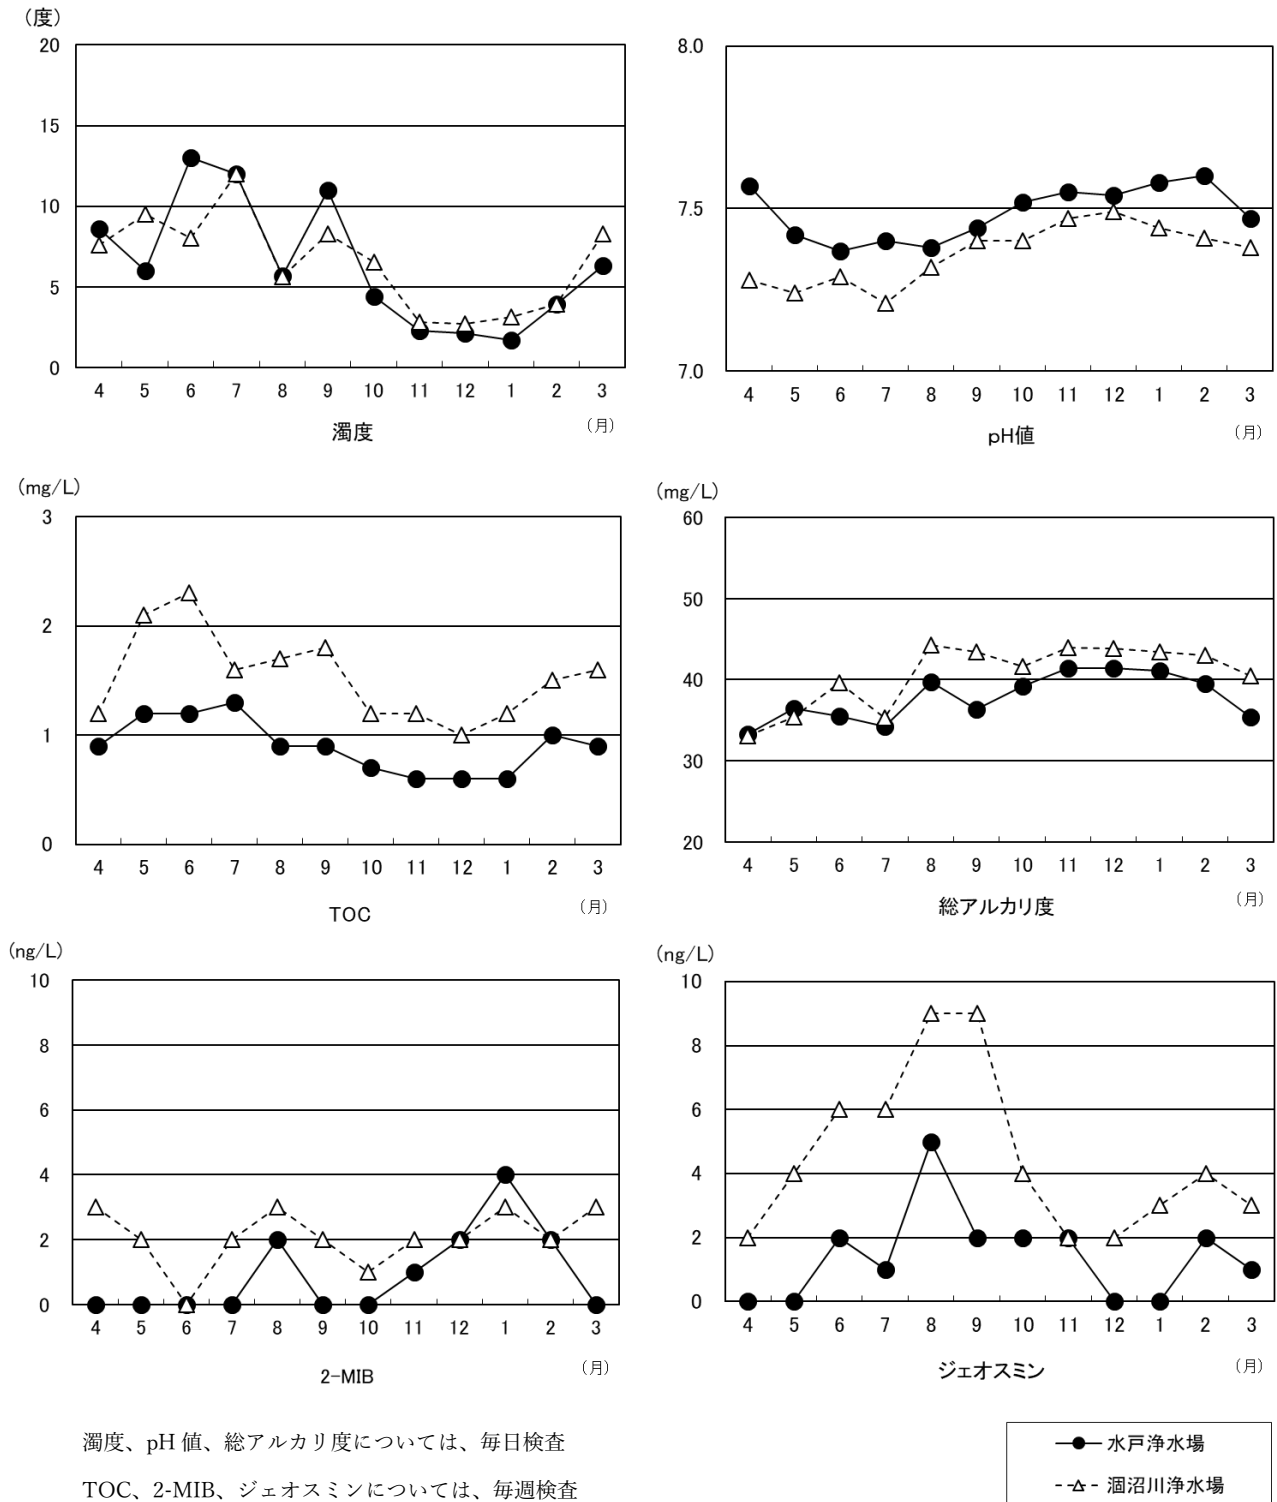 （度）
20
15
10
5
0
4 5 6 7 8 9 10 11 12 1 2 3
濁度
（月）
8.0
7.5
7.0
4 5 6 7 8 9 10 11 12 1 2 3
pH値
（月）
(mg/L)
3
2
1
0
4 5 6 7 8 9 10 11 12 1 2 3
TOC
（月）
(mg/L)
60
50
40
30
20
4 5 6 7 8 9 10 11 12 1 2 3
総アルカリ度
（月）
(ng/L)
10
8
6
4
2
0
4 5 6 7 8 9 10 11 12 1 2 3
2-MIB
（月）
(ng/L)
10
8
6
4
2
0
4 5 6 7 8 9 10 11 12 1 2 3
ジェオスミン
（月）
濁度、pH 値、総アルカリ度については、毎日検査
TOC、2-MIB、ジェオスミンについては、毎週検査
水戸浄水場
涸沼川浄水場